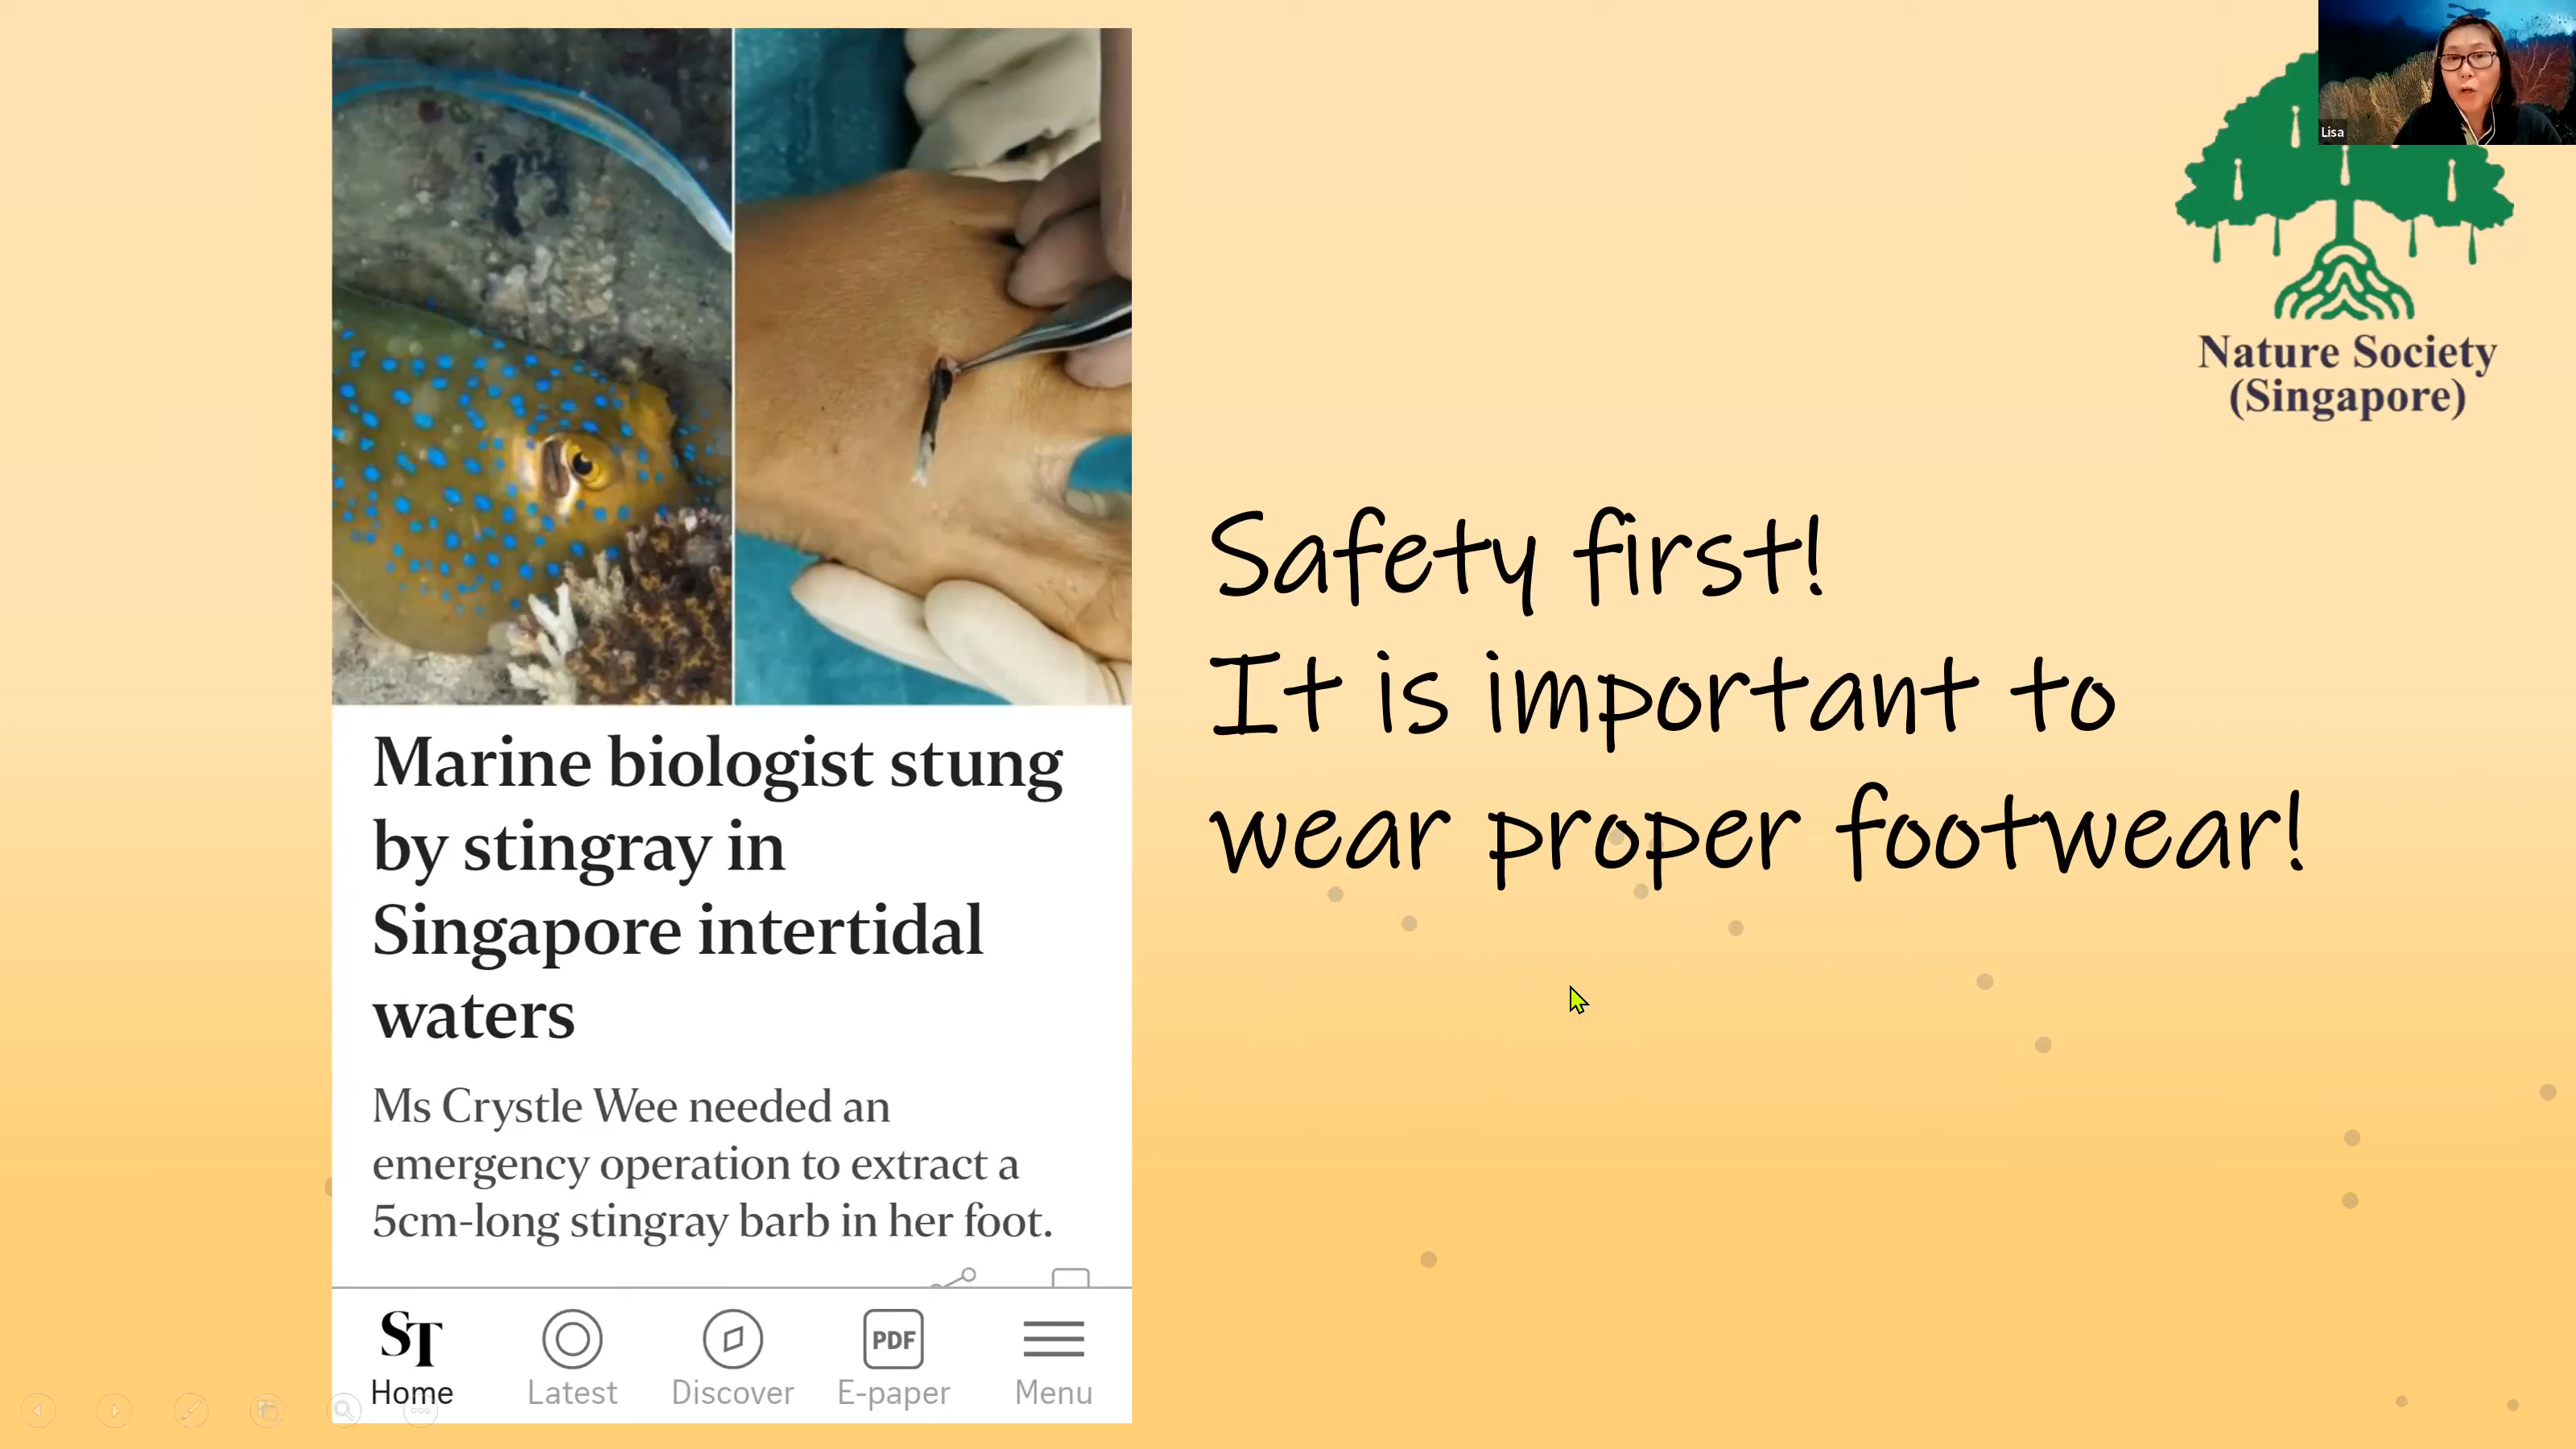 Lisa
Nature Society
(Singapore)
Safety first!
It is important to
wear proper footwear!
Marine biologist stung
by stingray in
Singapore intertidal
waters
Ms Crystle Wee needed an
emergency operation to extract a
5cm-long stingray barb in her foot.
ST
PDF
Home
Latest
Discover
E-paper
Menu